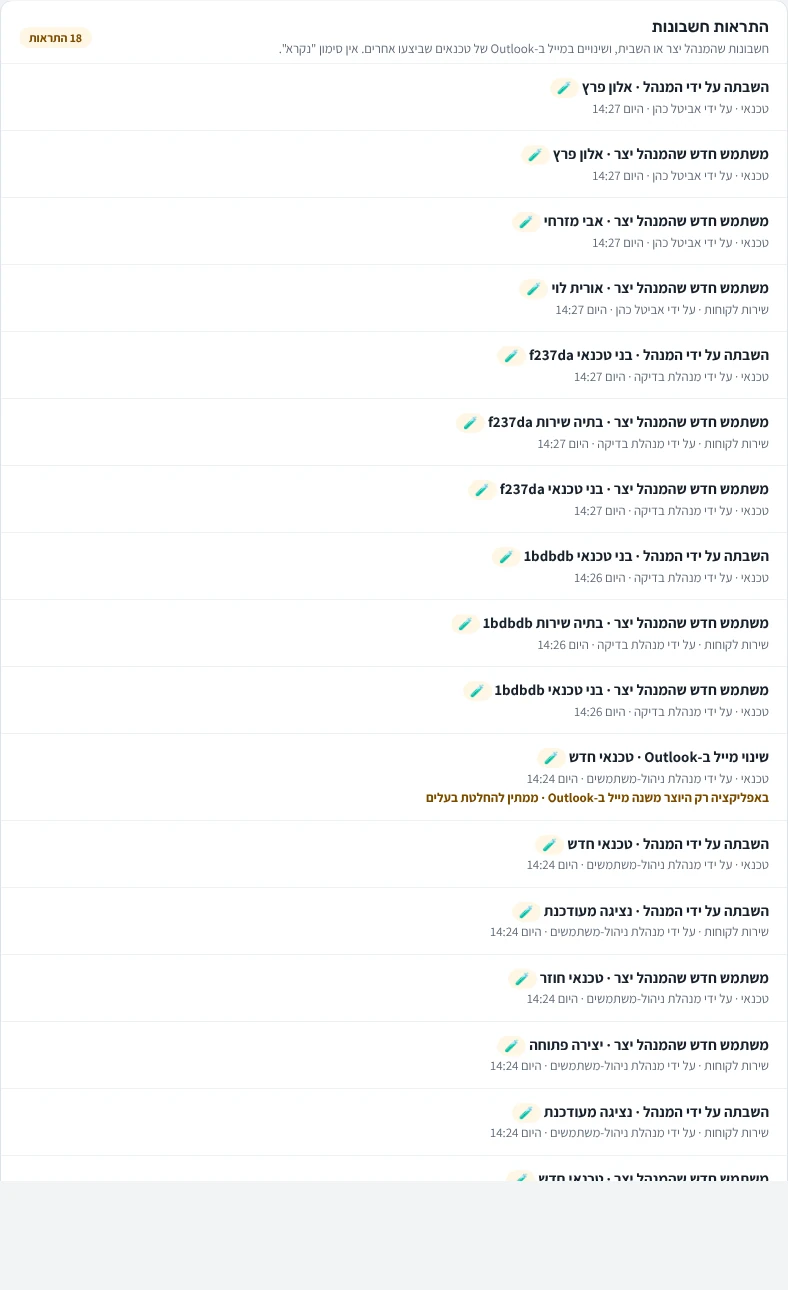 התראות חשבונות
18 התראות
חשבונות שהמנהל יצר או השבית, ושינויים במייל ב-Outlook של טכנאים שביצעו אחרים. אין סימון "נקרא".
השבתה על ידי המנהל · אלון פרץ
טכנאי · על ידי אביטל כהן · היום 14:27
משתמש חדש שהמנהל יצר · אלון פרץ
טכנאי · על ידי אביטל כהן · היום 14:27
משתמש חדש שהמנהל יצר · אבי מזרחי
טכנאי · על ידי אביטל כהן · היום 14:27
משתמש חדש שהמנהל יצר · אורית לוי
שירות לקוחות · על ידי אביטל כהן · היום 14:27
השבתה על ידי המנהל · בני טכנאי f237da
טכנאי · על ידי מנהלת בדיקה · היום 14:27
משתמש חדש שהמנהל יצר · בתיה שירות f237da
שירות לקוחות · על ידי מנהלת בדיקה · היום 14:27
משתמש חדש שהמנהל יצר · בני טכנאי f237da
טכנאי · על ידי מנהלת בדיקה · היום 14:27
השבתה על ידי המנהל · בני טכנאי 1bdbdb
טכנאי · על ידי מנהלת בדיקה · היום 14:26
משתמש חדש שהמנהל יצר · בתיה שירות 1bdbdb
שירות לקוחות · על ידי מנהלת בדיקה · היום 14:26
משתמש חדש שהמנהל יצר · בני טכנאי 1bdbdb
טכנאי · על ידי מנהלת בדיקה · היום 14:26
שינוי מייל ב-Outlook · טכנאי חדש
טכנאי · על ידי מנהלת ניהול-משתמשים · היום 14:24
באפליקציה רק היוצר משנה מייל ב-Outlook · ממתין להחלטת בעלים
השבתה על ידי המנהל · טכנאי חדש
טכנאי · על ידי מנהלת ניהול-משתמשים · היום 14:24
השבתה על ידי המנהל · נציגה מעודכנת
שירות לקוחות · על ידי מנהלת ניהול-משתמשים · היום 14:24
משתמש חדש שהמנהל יצר · טכנאי חוזר
טכנאי · על ידי מנהלת ניהול-משתמשים · היום 14:24
משתמש חדש שהמנהל יצר · יצירה פתוחה
שירות לקוחות · על ידי מנהלת ניהול-משתמשים · היום 14:24
השבתה על ידי המנהל · נציגה מעודכנת
שירות לקוחות · על ידי מנהלת ניהול-משתמשים · היום 14:24
משתמש חדש שהמנהל יצר · טכנאי חדש